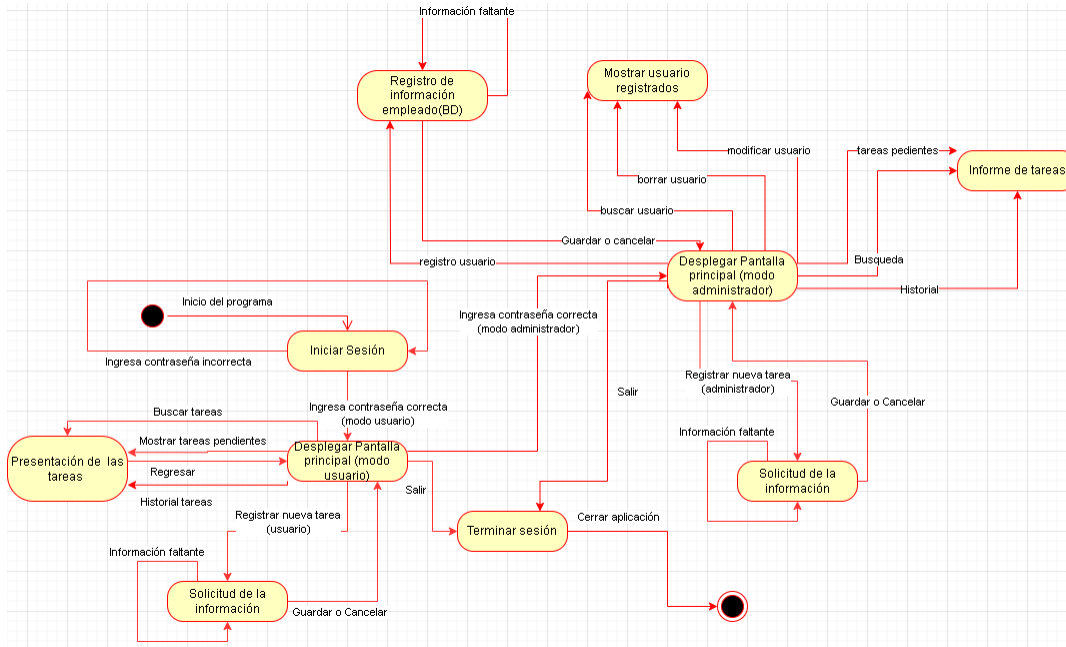 Información faltante
Registro de
información
empleado(BD)
Mostrar usuario
registrados
modificar usuario
tareas pedientes
Informe de tareas
borrar usuario
buscar usuario
Guardar o cancelar
registro usuario
Desplegar Pantalla
principal (modo
administrador)
Busqueda
Historial
Inicio del programa
Ingresa contraseña correcta
(modo administrador)
Iniciar Sesión
Ingresa contraseña incorrecta
Registrar nueva tarea
(administrador)
Salir
Guardar o Cancelar
Ingresa contraseña correcta
(modo usuario)
Buscar tareas
Mostrar tareas pendientes
Desplegar Pantalla
principal (modo
usuario)
Información faltante
Presentación de las
tareas
Regresar
Solicitud de la
información
Salir
Historial tareas
Registrar nueva tarea
(usuario)
Terminar sesión
Cerrar aplicación
Información faltante
Solicitud de la
información
Guardar o Cancelar